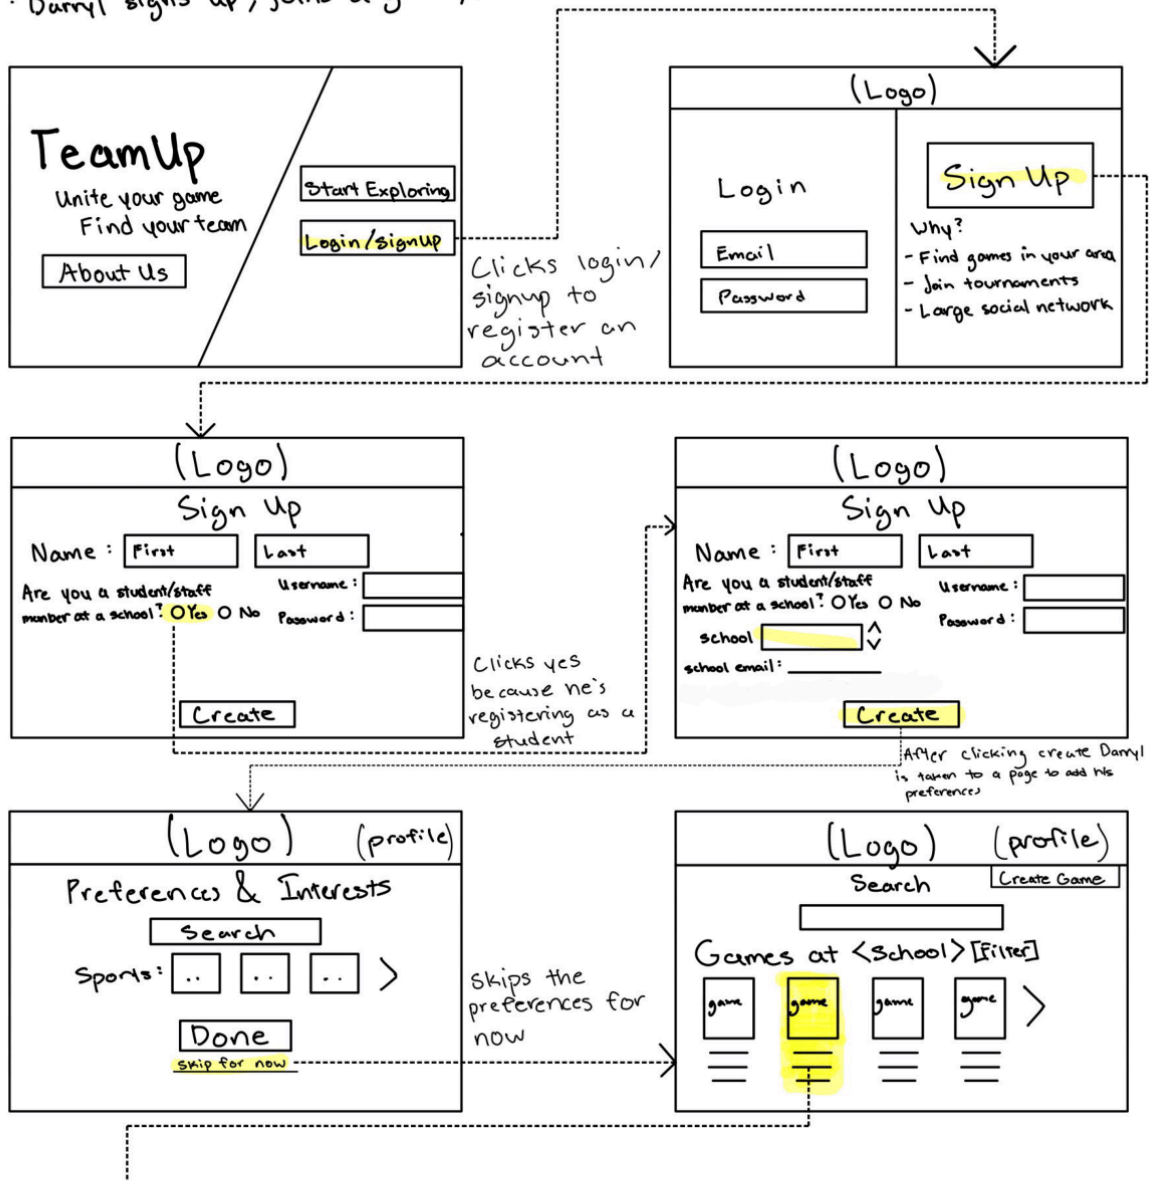 : Darryl signs up, joins a
TeamUp
Unite your game
Find your team
About Us
Start Exploring
Login/SignUp
Clicks login/
signup to
register an
account
(Logo)
Login
Email
Password
Sign Up
Why?
- Find games in your area
- Join tournaments
- Large social network
(Logo)
Sign Up
Name : First Last
Are you a student/staff
member at a school? O Yes O No
Username :
Password :
Create
Clicks yes
because he's
registering as a
student
(Logo)
Sign Up
Name : First Last
Are you a student/staff
member at a school? O Yes O No
Username :
Password :
school
school email :
Create
After clicking create Darryl
is taken to a page to add his
preferences
(Logo) (profile)
Preferences & Interests
Search
Sports : .. .. .. >
Done
skip for now
Skips the
preferences for
now
(Logo) (profile)
Create Game
Search
Games at <School> [Filter]
game game game game >